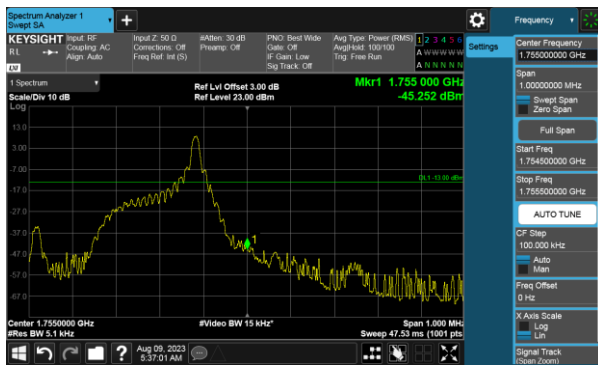 Spectrum Analyzer 1
Swept SA
Frequency
KEYSIGHT
RL
Input: RF
Coupling: AC
Align: Auto
Input Z: 50 Ω
Corrections: Off
Freq Ref: Int (S)
#Atten: 30 dB
Preamp: Off
PNO: Best Wide
Gate: Off
IF Gain: Low
Sig Track: Off
Avg Type: Power (RMS)
Avg|Hold: 100/100
Trig: Free Run
1 2 3 4 5 6
A W W W W W
A N N N N N
LXI
1 Spectrum
Scale/Div 10 dB
Log
Ref Lvl Offset 3.00 dB
Ref Level 23.00 dBm
Mkr1 1.755 000 GHz
-45.252 dBm
13.0
3.00
-7.00
-17.0
-27.0
-37.0
-47.0
-57.0
-67.0
DL1 -13.00 dBm
1
Center 1.7550000 GHz
#Res BW 5.1 kHz
#Video BW 15 kHz*
Span 1.000 MHz
Sweep 47.53 ms (1001 pts
Aug 09, 2023
5:37:01 AM
Settings
Center Frequency
1.755000000 GHz
Span
1.00000000 MHz
Swept Span
Zero Span
Full Span
Start Freq
1.754500000 GHz
Stop Freq
1.755500000 GHz
AUTO TUNE
CF Step
100.000 kHz
Auto
Man
Freq Offset
0 Hz
X Axis Scale
Log
Lin
Signal Track
(Span Zoom)